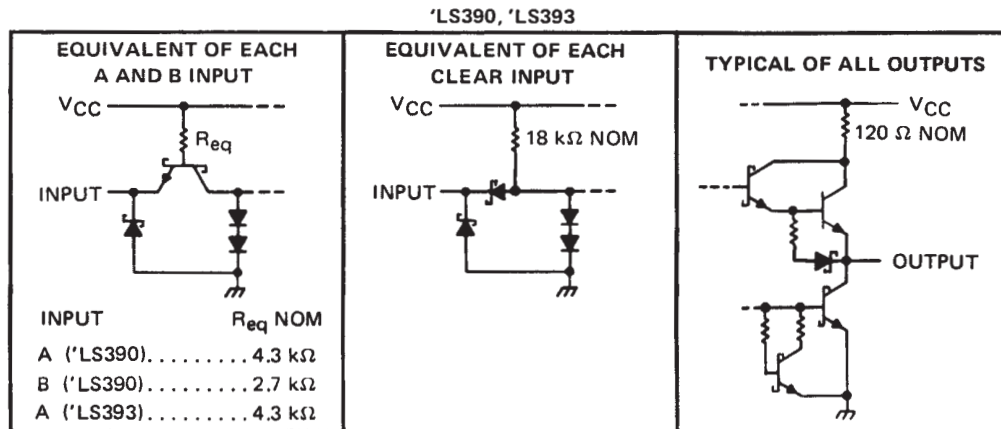 'LS390, 'LS393
EQUIVALENT OF EACH
A AND B INPUT
VCC
Req
INPUT
INPUT Req NOM
A ('LS390)......... 4.3 kΩ
B ('LS390)......... 2.7 kΩ
A ('LS393)......... 4.3 kΩ
EQUIVALENT OF EACH
CLEAR INPUT
VCC
18 kΩ NOM
INPUT
TYPICAL OF ALL OUTPUTS
VCC
120 Ω NOM
OUTPUT